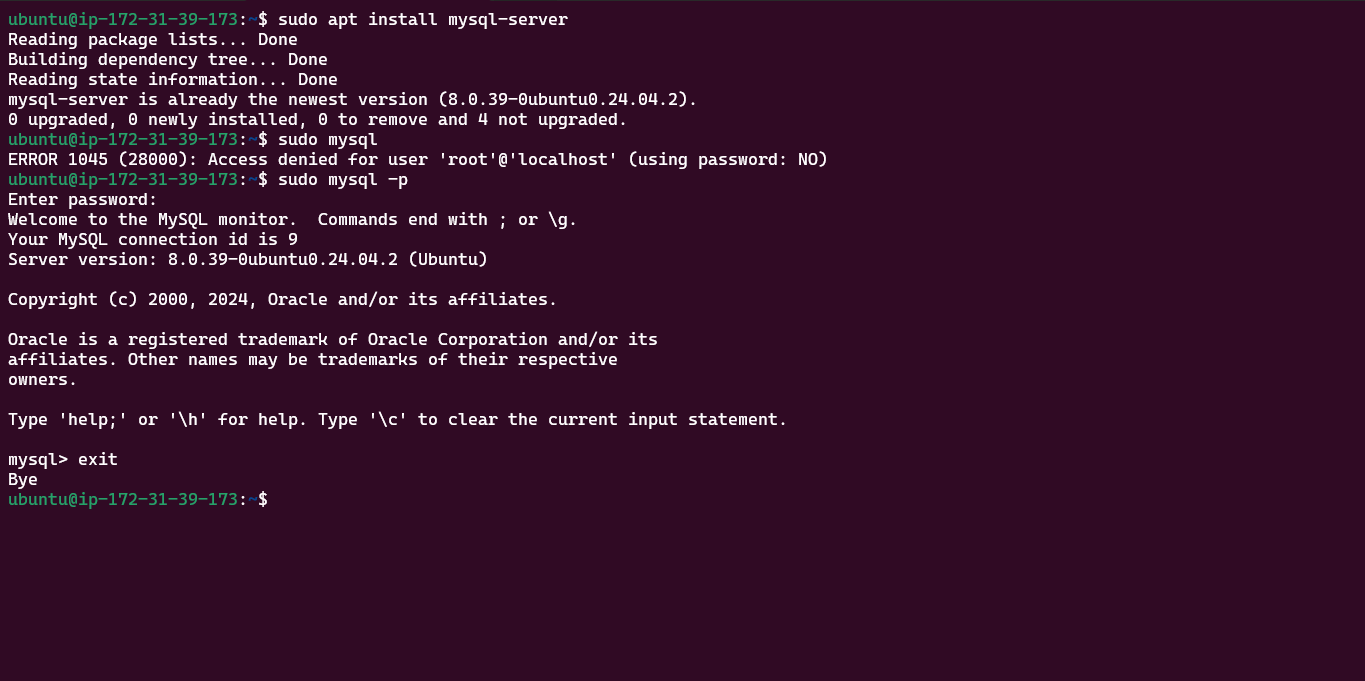 ubuntu@ip-172-31-39-173:~$ sudo apt install mysql-server
Reading package lists... Done
Building dependency tree... Done
Reading state information... Done
mysql-server is already the newest version (8.0.39-0ubuntu0.24.04.2).
0 upgraded, 0 newly installed, 0 to remove and 4 not upgraded.
ubuntu@ip-172-31-39-173:~$ sudo mysql
ERROR 1045 (28000): Access denied for user 'root'@'localhost' (using password: NO)
ubuntu@ip-172-31-39-173:~$ sudo mysql -p
Enter password:
Welcome to the MySQL monitor.  Commands end with ; or \g.
Your MySQL connection id is 9
Server version: 8.0.39-0ubuntu0.24.04.2 (Ubuntu)

Copyright (c) 2000, 2024, Oracle and/or its affiliates.

Oracle is a registered trademark of Oracle Corporation and/or its
affiliates. Other names may be trademarks of their respective
owners.

Type 'help;' or '\h' for help. Type '\c' to clear the current input statement.

mysql> exit
Bye
ubuntu@ip-172-31-39-173:~$